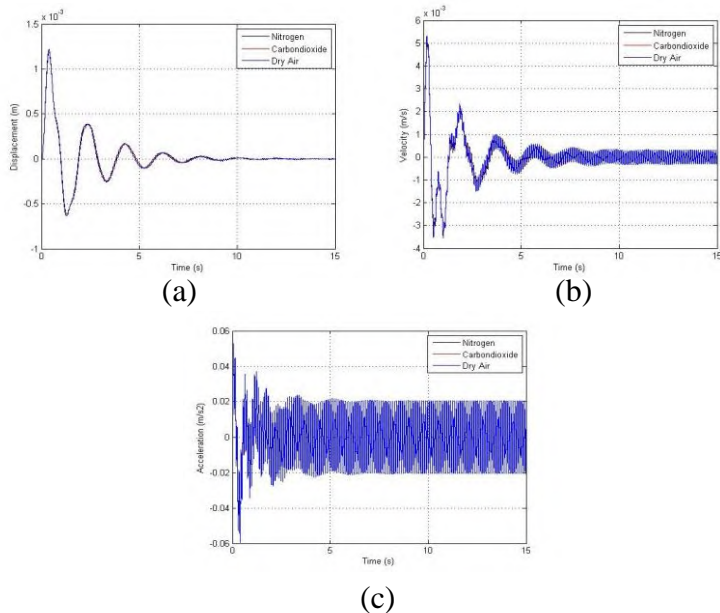 x 10⁻³
1.5
1
0.5
0
-0.5
-1
0
5
10
15
Displacement (m)
Time (s)
Nitrogen
Carbondioxide
Dry Air
(a)
x 10⁻³
6
5
4
3
2
1
0
-1
-2
-3
-4
0
5
10
15
Velocity (m/s)
Time (s)
Nitrogen
Carbondioxide
Dry Air
(b)
0.06
0.04
0.02
0
-0.02
-0.04
-0.06
0
5
10
15
Acceleration (m/s2)
Time (s)
Nitrogen
Carbondioxide
Dry Air
(c)